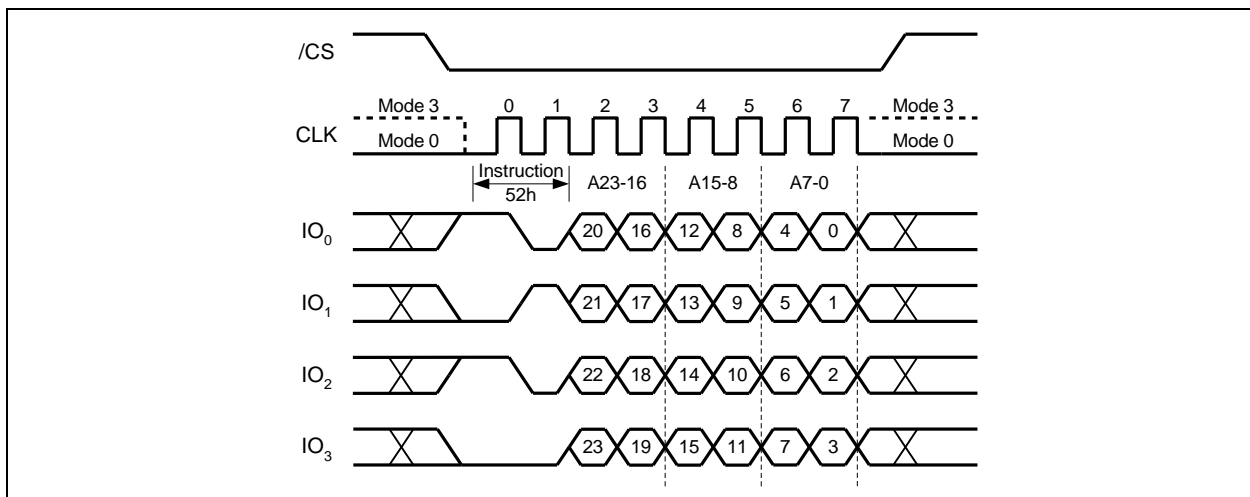 /CS
Mode 3 0 1 2 3 4 5 6 7 Mode 3
CLK Mode 0 Mode 0
Instruction A23-16 A15-8 A7-0
52h
IO0 20 16 12 8 4 0
IO1 21 17 13 9 5 1
IO2 22 18 14 10 6 2
IO3 23 19 15 11 7 3